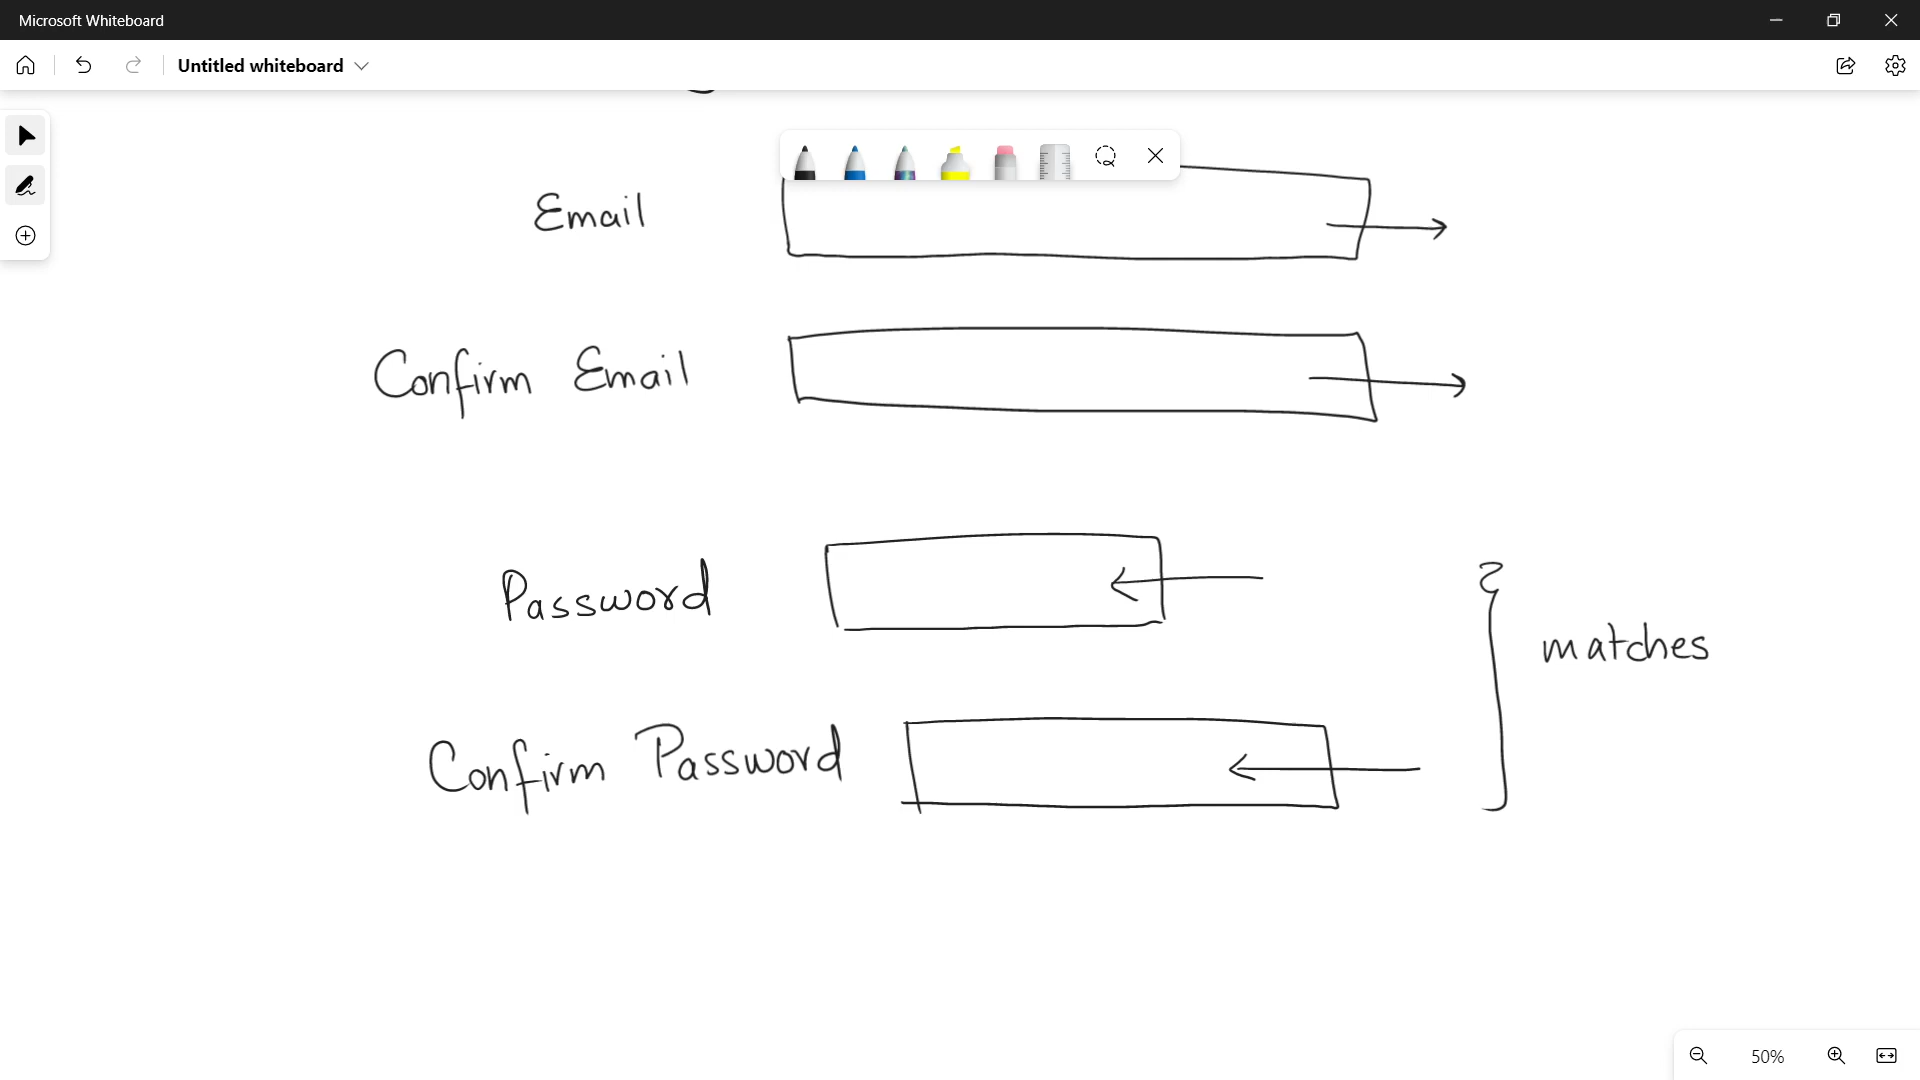 Microsoft Whiteboard
Untitled whiteboard
Email
Confirm Email
Password
matches
Confirm Password
50%